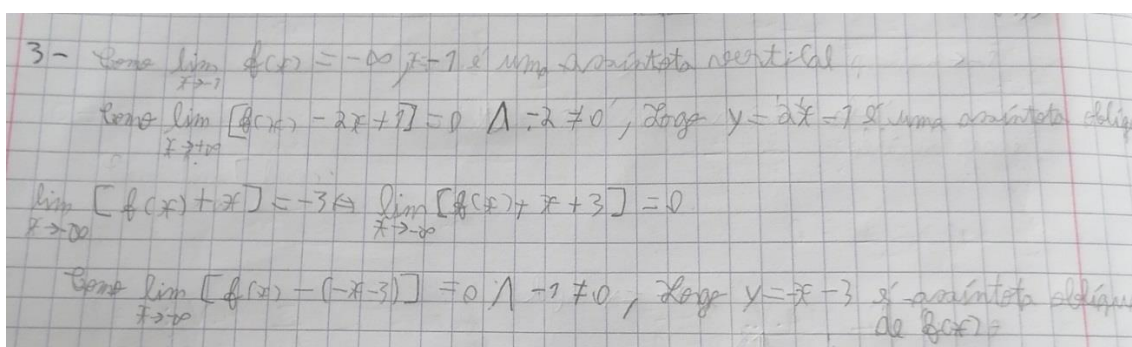 3- Como lim f(x) = -∞, x=-1 é uma assíntota vertical
x→-1
Como lim [f(x) - 2x+1] = 0 Λ -2 ≠ 0, Logo y = 2x-1 é uma assíntota oblíq
x→+∞
lim [f(x) + x] = -3 ⇔ lim [f(x) + x + 3] = 0
x→-∞ x→-∞
Como lim [f(x) - (-x-3)] = 0 Λ -1 ≠ 0, Logo y = -x - 3 é assíntota oblíqu
x→-∞ de f(x)